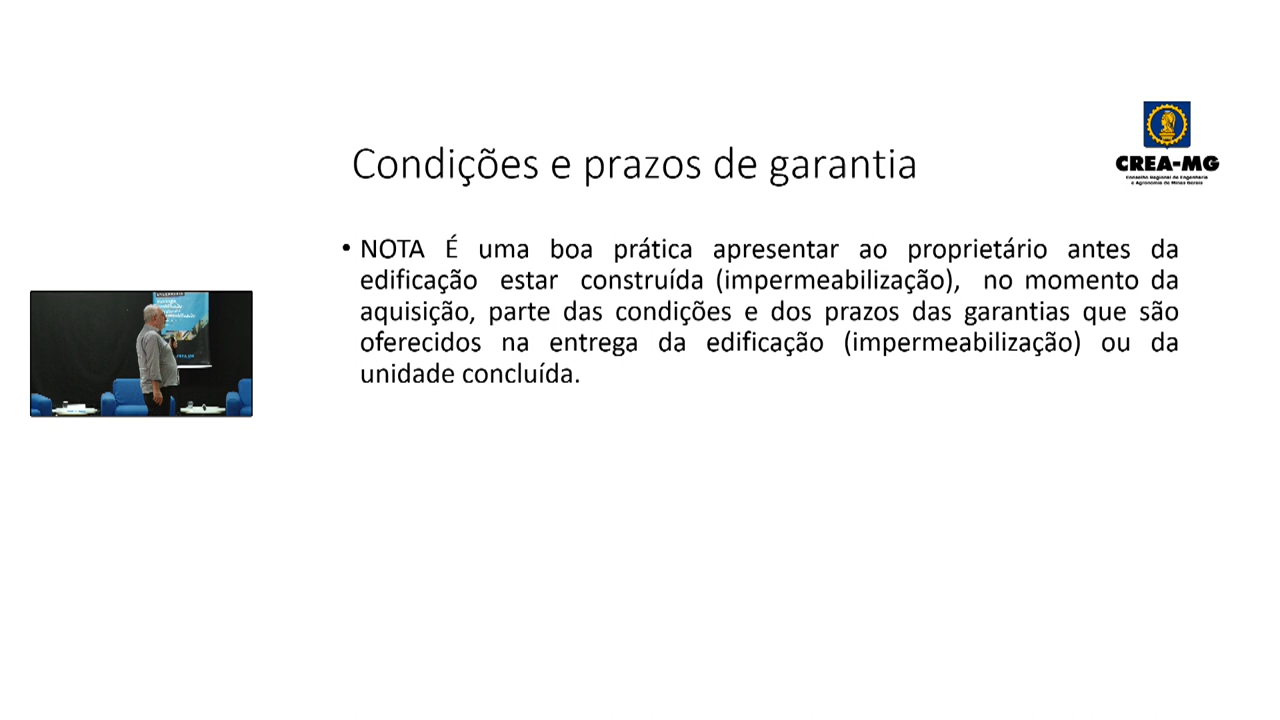 Condições e prazos de garantia
CREA-MG
Conselho Regional de Engenharia
e Agronomia de Minas Gerais
• NOTA É uma boa prática apresentar ao proprietário antes da
edificação estar construída (impermeabilização), no momento da
aquisição, parte das condições e dos prazos das garantias que são
oferecidos na entrega da edificação (impermeabilização) ou da
unidade concluída.